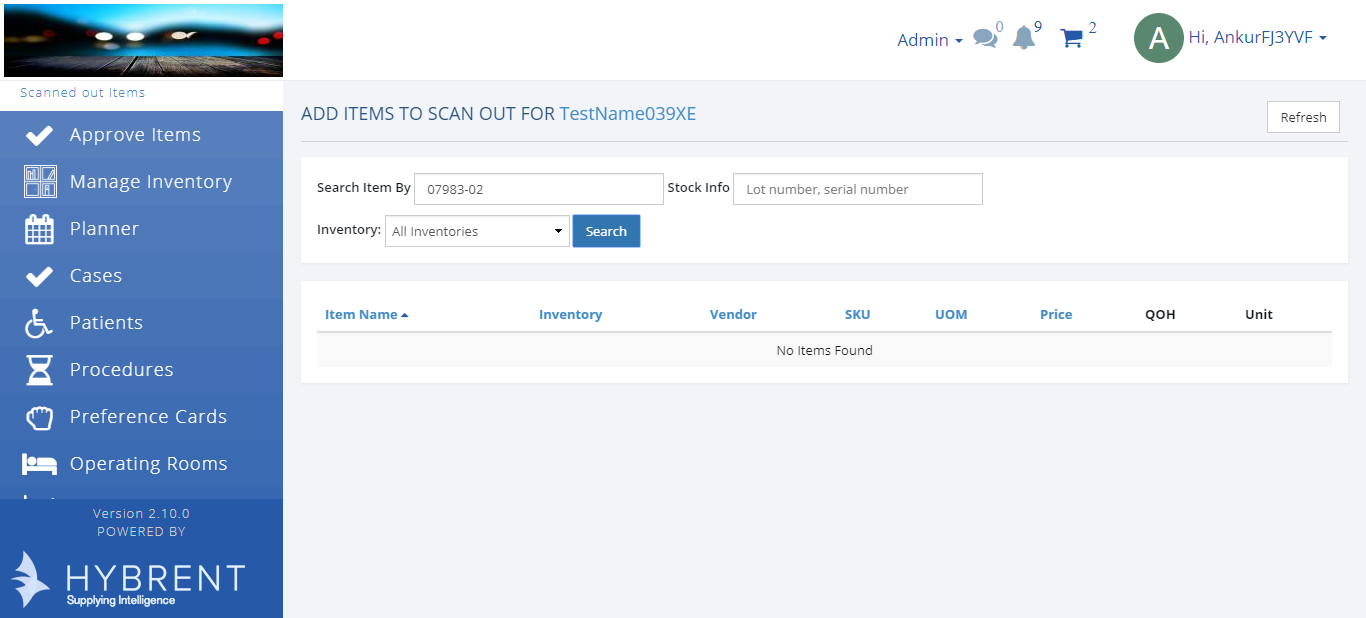 Admin
0
9
2
A
Hi, AnkurFJ3YVF
Scanned out items
Approve Items
Manage Inventory
Planner
Cases
Patients
Procedures
Preference Cards
Operating Rooms
Version 2.10.0
POWERED BY
HYBRENT
Supplying Intelligence
ADD ITEMS TO SCAN OUT FOR TestName039XE
Refresh
Search Item By 07983-02 Stock Info Lot number, serial number
Inventory: All Inventories Search
Item Name Inventory Vendor SKU UOM Price QOH Unit
No Items Found